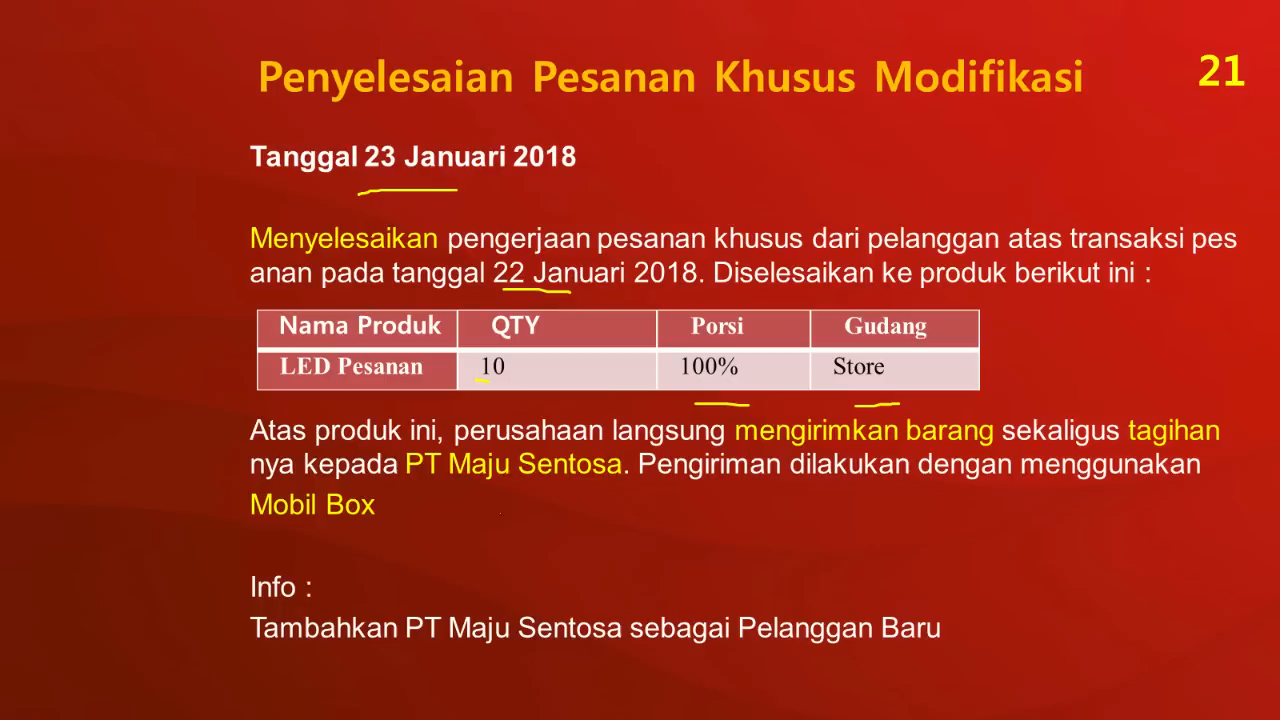 Penyelesaian Pesanan Khusus Modifikasi
21
Tanggal 23 Januari 2018
Menyelesaikan pengerjaan pesanan khusus dari pelanggan atas transaksi pes
anan pada tanggal 22 Januari 2018. Diselesaikan ke produk berikut ini :
Nama Produk QTY Porsi Gudang
LED Pesanan 10 100% Store
Atas produk ini, perusahaan langsung mengirimkan barang sekaligus tagihan
nya kepada PT Maju Sentosa. Pengiriman dilakukan dengan menggunakan
Mobil Box
Info :
Tambahkan PT Maju Sentosa sebagai Pelanggan Baru